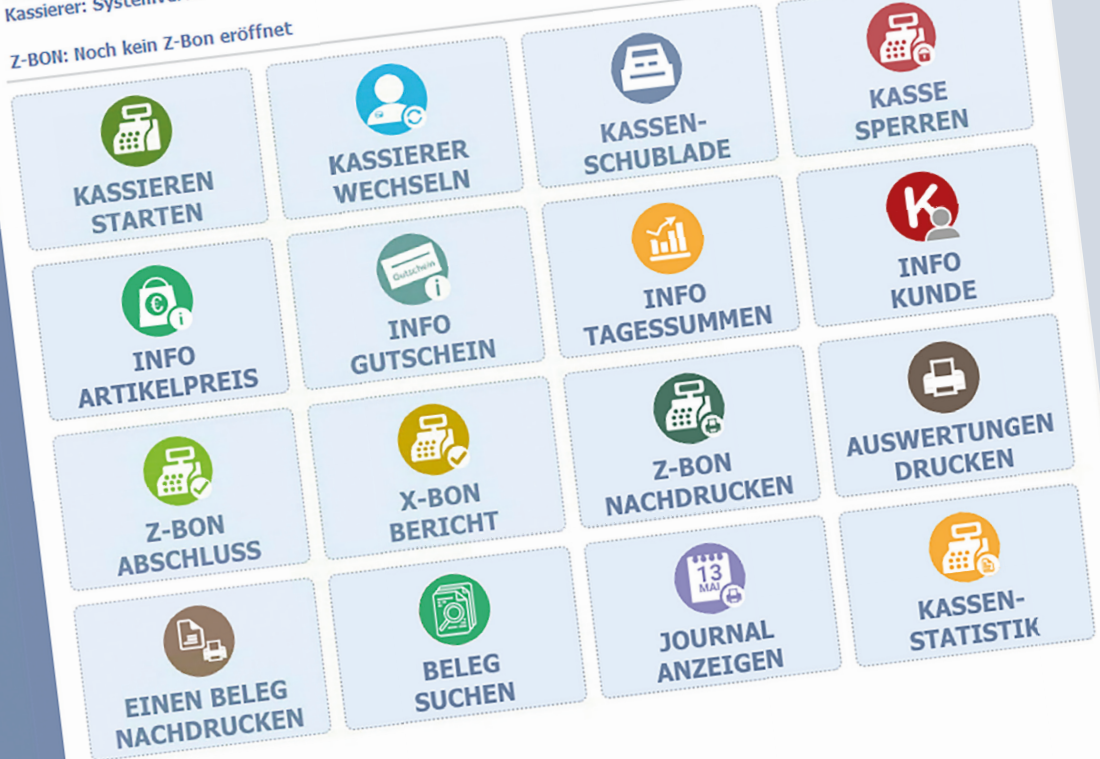 Kassierer:
Z-BON: Noch kein Z-Bon eröffnet
KASSIEREN
STARTEN
KASSIERER
WECHSELN
KASSEN-
SCHUBLADE
KASSE
SPERREN
INFO
ARTIKELPREIS
Gutschein
INFO
GUTSCHEIN
INFO
TAGESSUMMEN
K
INFO
KUNDE
Z-BON
ABSCHLUSS
X-BON
BERICHT
Z-BON
NACHDRUCKEN
AUSWERTUNGEN
DRUCKEN
EINEN BELEG
NACHDRUCKEN
BELEG
SUCHEN
13
MAI
JOURNAL
ANZEIGEN
KASSEN-
STATISTIK